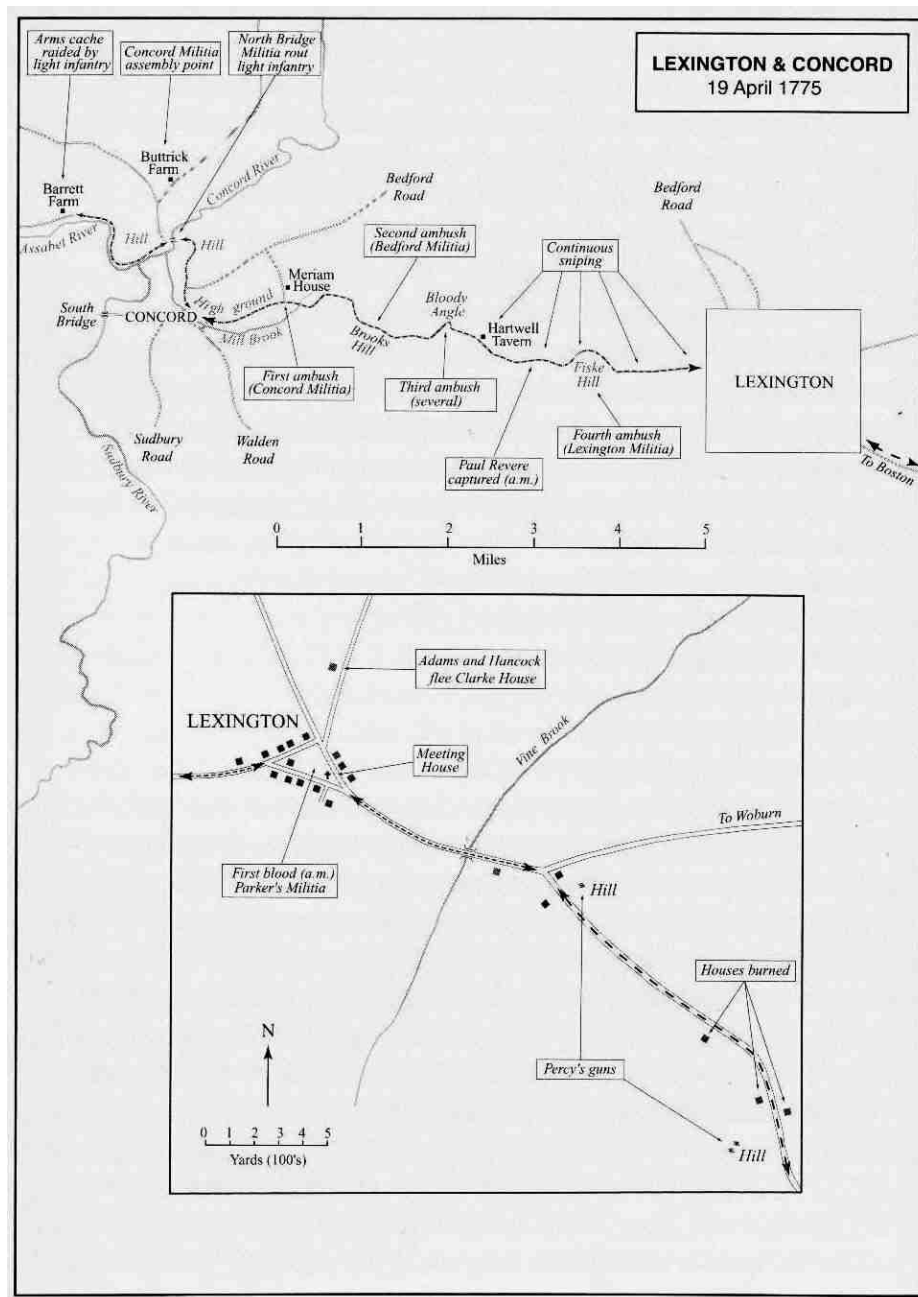 LEXINGTON & CONCORD
19 April 1775
Arms cache
raided by
light infantry
Concord Militia
assembly point
North Bridge
Militia rout
light infantry
Buttrick
Farm
Concord River
Barrett
Farm
Assabet River
Hill
Hill
Bedford
Road
Bedford
Road
Second ambush
(Bedford Militia)
Continuous
sniping
Meriam
House
High ground
Bloody
Angle
Hartwell
Tavern
South
Bridge
CONCORD
Mill Brook
Brooks
Hill
Fiske
Hill
LEXINGTON
First ambush
(Concord Militia)
Third ambush
(several)
Fourth ambush
(Lexington Militia)
Paul Revere
captured (a.m.)
To Boston
Sudbury
Road
Walden
Road
Sudbury River
0 1 2 3 4 5
Miles
Adams and Hancock
flee Clarke House
LEXINGTON
Meeting
House
Vine Brook
To Woburn
First blood (a.m.)
Parker's Militia
Hill
Houses burned
N
Percy's guns
0 1 2 3 4 5
Yards (100's)
Hill